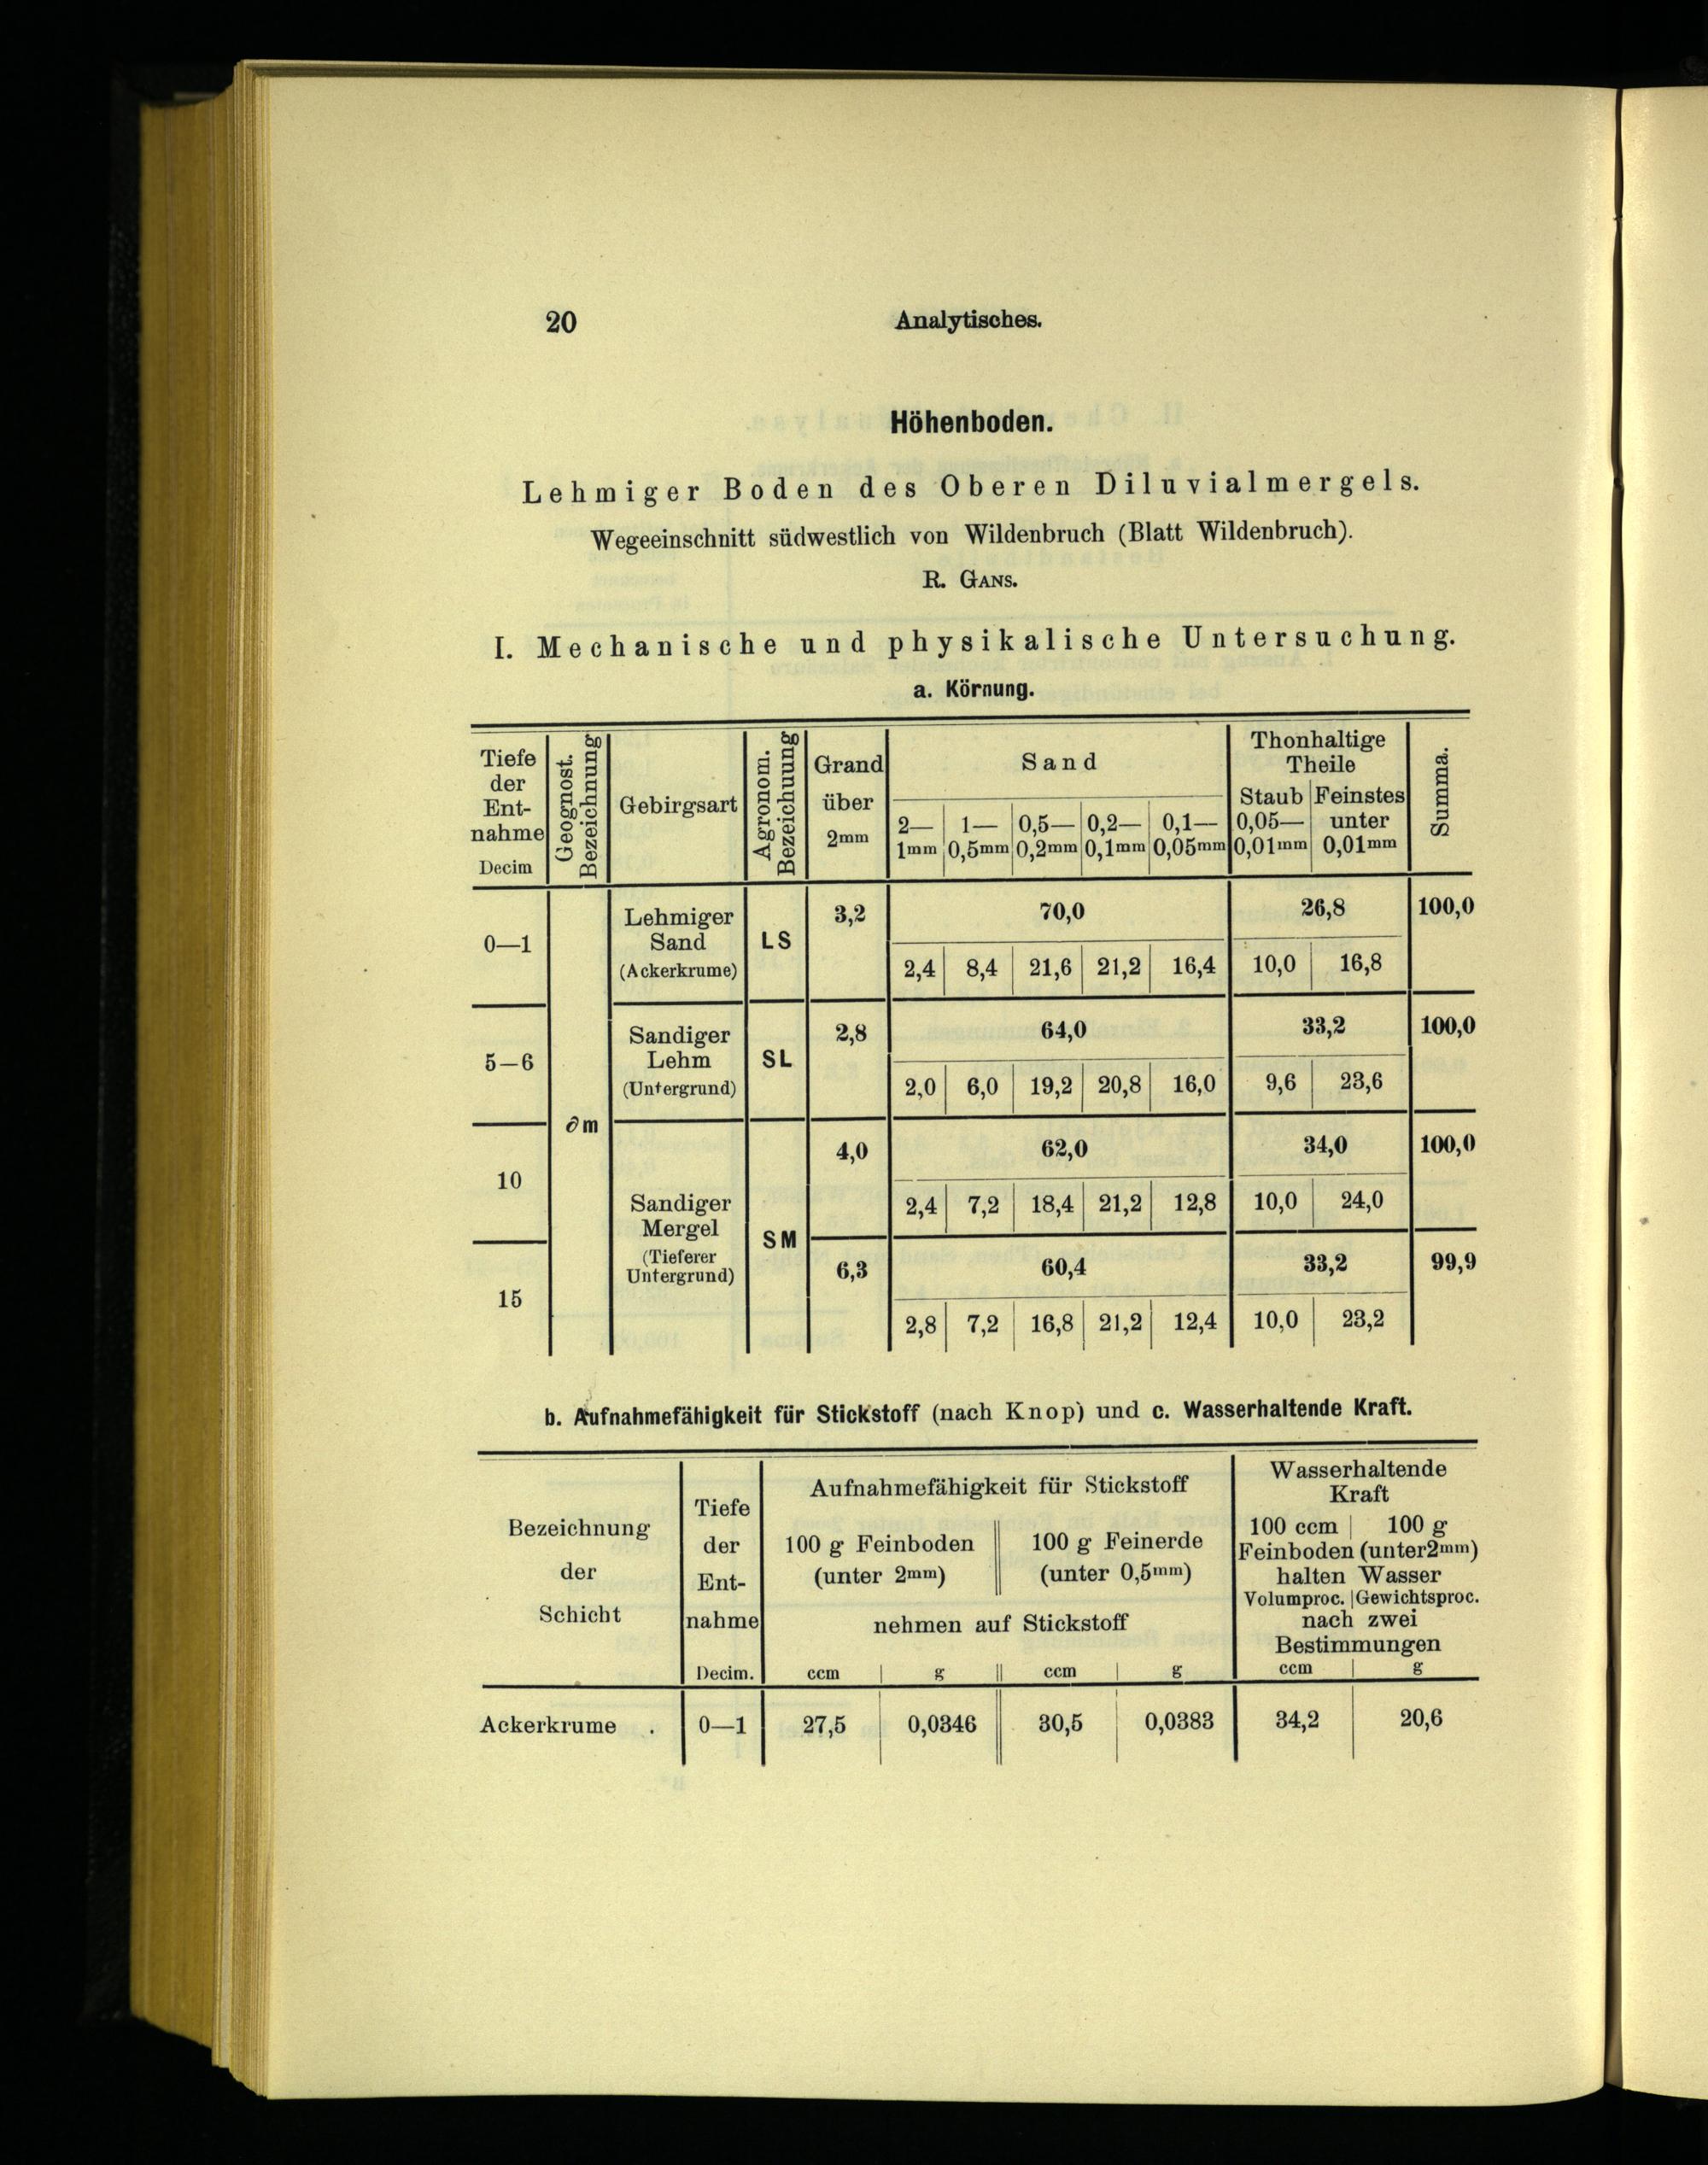 20 Analytisches.
Höhenboden.
Lehmiger Boden des Oberen Diluvialmergels.
Wegeeinschnitt südwestlich von Wildenbruch (Blatt Wildenbruch).
R. GANS.
I. Mechanische und physikalische Untersuchung.
a. Körnung.
Tiefe der Ent- nahme Decim | Geognost. Bezeichnung | Gebirgsart | Agronom. Bezeichuung | Grand über 2mm | Sand | Thonhaltige Theile | Summa.
2— 1mm | 1— 0,5mm | 0,5— 0,2mm | 0,2— 0,1mm | 0,1— 0,05mm | Staub 0,05— 0,01mm | Feinstes unter 0,01mm
0—1 | ∂m | Lehmiger Sand (Ackerkrume) | LS | 3,2 | 70,0 | 26,8 | 100,0
2,4 | 8,4 | 21,6 | 21,2 | 16,4 | 10,0 | 16,8
5—6 | Sandiger Lehm (Untergrund) | SL | 2,8 | 64,0 | 33,2 | 100,0
2,0 | 6,0 | 19,2 | 20,8 | 16,0 | 9,6 | 23,6
10 | Sandiger Mergel (Tieferer Untergrund) | SM | 4,0 | 62,0 | 34,0 | 100,0
2,4 | 7,2 | 18,4 | 21,2 | 12,8 | 10,0 | 24,0
15 | 6,3 | 60,4 | 33,2 | 99,9
2,8 | 7,2 | 16,8 | 21,2 | 12,4 | 10,0 | 23,2
b. Aufnahmefähigkeit für Stickstoff (nach Knop) und c. Wasserhaltende Kraft.
Bezeichnung der Schicht | Tiefe der Ent- nahme Decim. | Aufnahmefähigkeit für Stickstoff | Wasserhaltende Kraft
100 g Feinboden (unter 2mm) | 100 g Feinerde (unter 0,5mm) | 100 ccm | 100 g
nehmen auf Stickstoff | Feinboden (unter2mm) halten Wasser
Volumproc. | Gewichtsproc.
nach zwei Bestimmungen
ccm | g | ccm | g | ccm | g
Ackerkrume . | 0—1 | 27,5 | 0,0346 | 30,5 | 0,0383 | 34,2 | 20,6